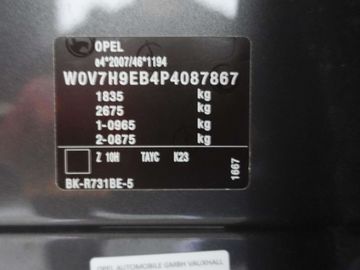 OPEL
e4*2007/46*1194
W0V7H9EB4P4087867
1835 kg
2675 kg
1-0965 kg
2-0875 kg
Z 10H TAYC K23
BK-R731BE-5
1667
OPEL AUTOMOBILE GMBH VAUXHALL